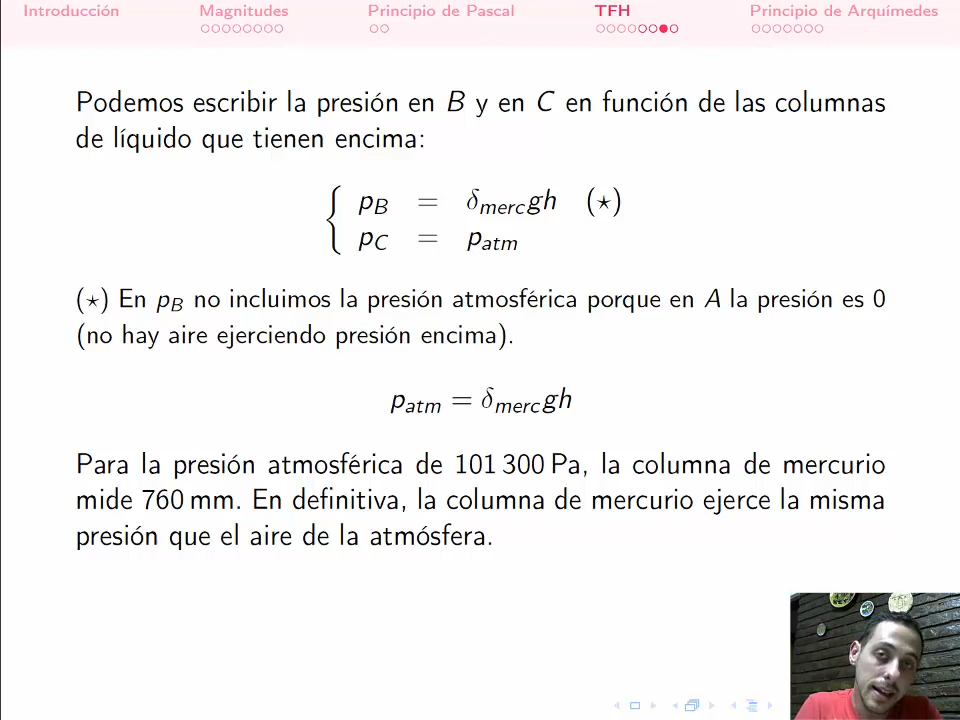 Introducción Magnitudes Principio de Pascal TFH Principio de Arquímedes
Podemos escribir la presión en B y en C en función de las columnas
de líquido que tienen encima:
p_B = δ_merc gh (⋆)
p_C = p_atm
(⋆) En p_B no incluimos la presión atmosférica porque en A la presión es 0
(no hay aire ejerciendo presión encima).
p_atm = δ_merc gh
Para la presión atmosférica de 101 300 Pa, la columna de mercurio
mide 760 mm. En definitiva, la columna de mercurio ejerce la misma
presión que el aire de la atmósfera.